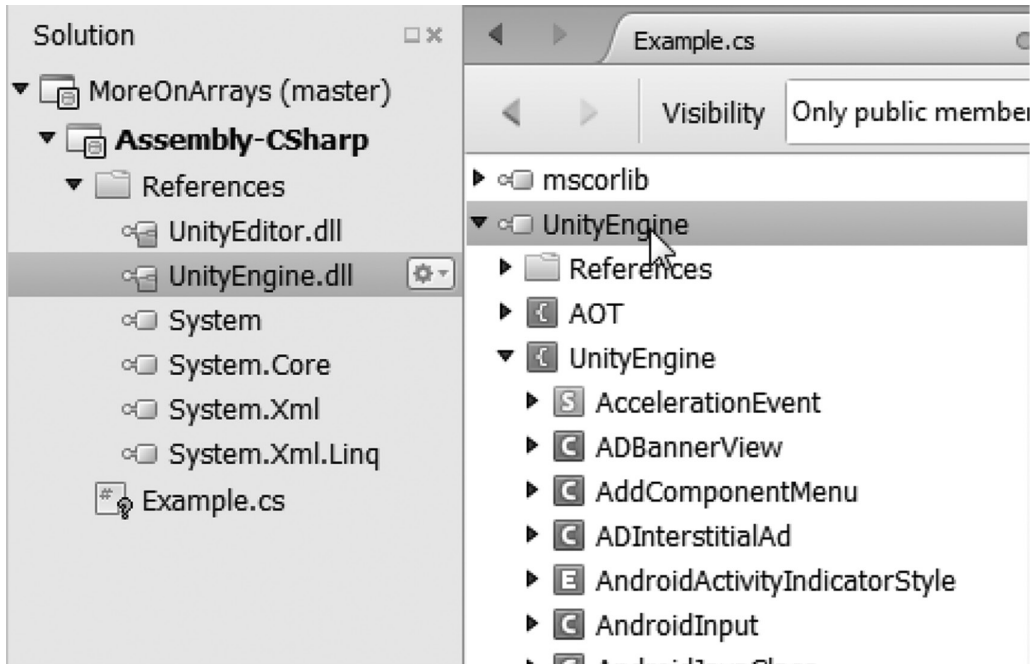 Solution
MoreOnArrays (master)
Assembly-CSharp
References
UnityEditor.dll
UnityEngine.dll
System
System.Core
System.Xml
System.Xml.Linq
Example.cs
Example.cs
Visibility
Only public member
mscorlib
UnityEngine
References
{ AOT
{ UnityEngine
S AccelerationEvent
C ADBannerView
C AddComponentMenu
C ADInterstitialAd
E AndroidActivityIndicatorStyle
C AndroidInput